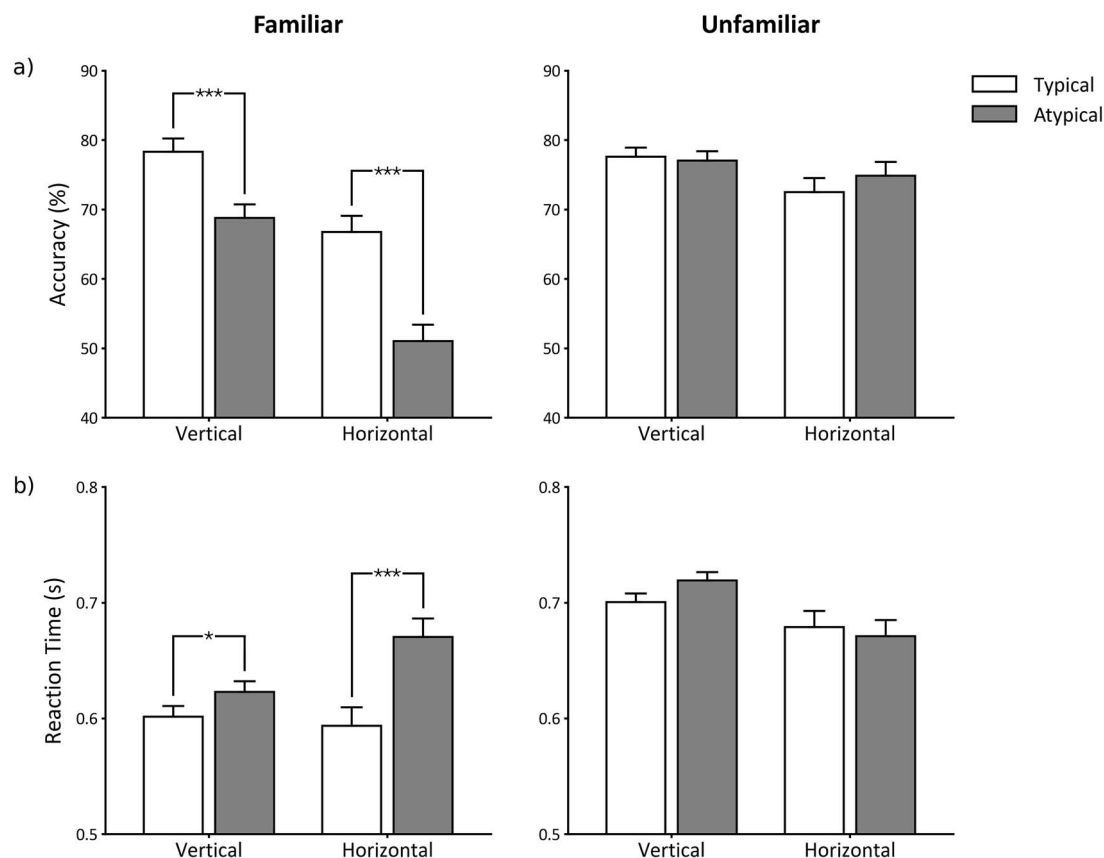 Familiar
Unfamiliar
a)
Accuracy (%)
90
80
70
60
50
40
***
***
Vertical
Horizontal
90
80
70
60
50
40
Vertical
Horizontal
Typical
Atypical
b)
Reaction Time (s)
0.8
0.7
0.6
0.5
*
***
Vertical
Horizontal
0.8
0.7
0.6
0.5
Vertical
Horizontal